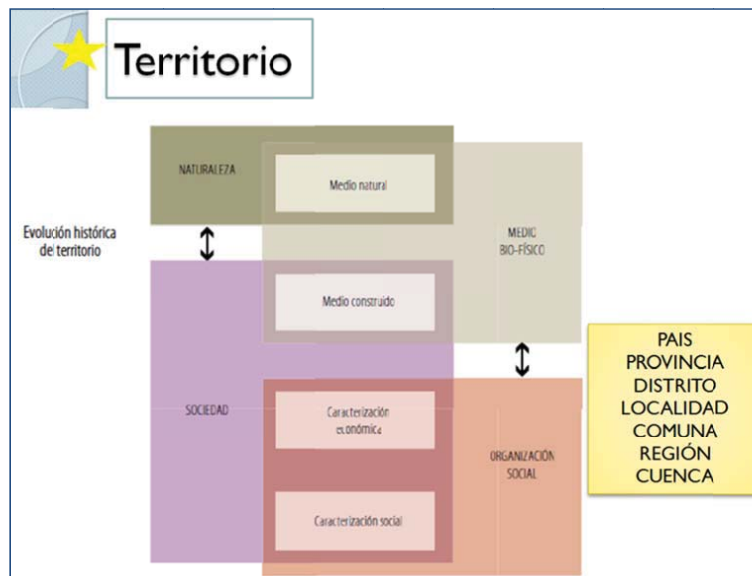 Territorio
NATURALEZA
Medio natural
Evolución histórica
del territorio
MEDIO
BIO-FÍSICO
Medio construido
PAIS
PROVINCIA
DISTRITO
LOCALIDAD
COMUNA
REGIÓN
CUENCA
SOCIEDAD
Caracterización
económica
ORGANIZACIÓN
SOCIAL
Caracterización social